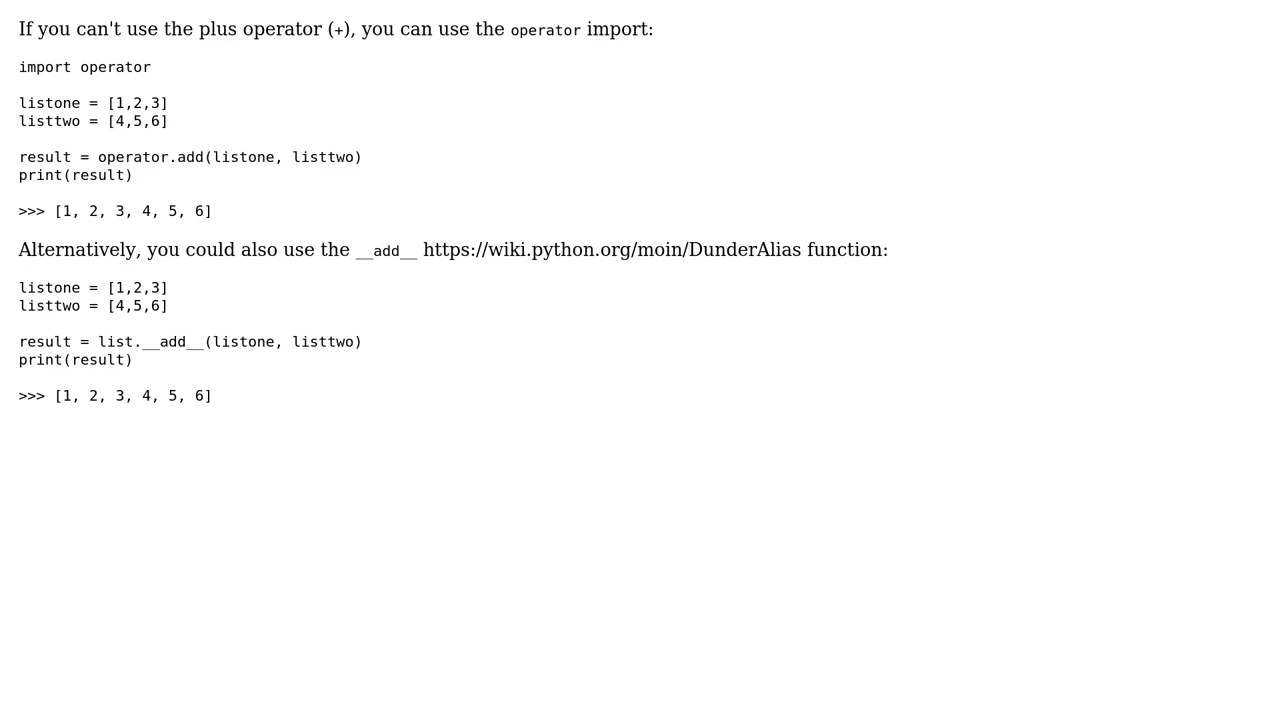 If you can't use the plus operator (+), you can use the operator import:
import operator
listone = [1,2,3]
listtwo = [4,5,6]
result = operator.add(listone, listtwo)
print(result)
>>> [1, 2, 3, 4, 5, 6]
Alternatively, you could also use the __add__ https://wiki.python.org/moin/DunderAlias function:
listone = [1,2,3]
listtwo = [4,5,6]
result = list.__add__(listone, listtwo)
print(result)
>>> [1, 2, 3, 4, 5, 6]